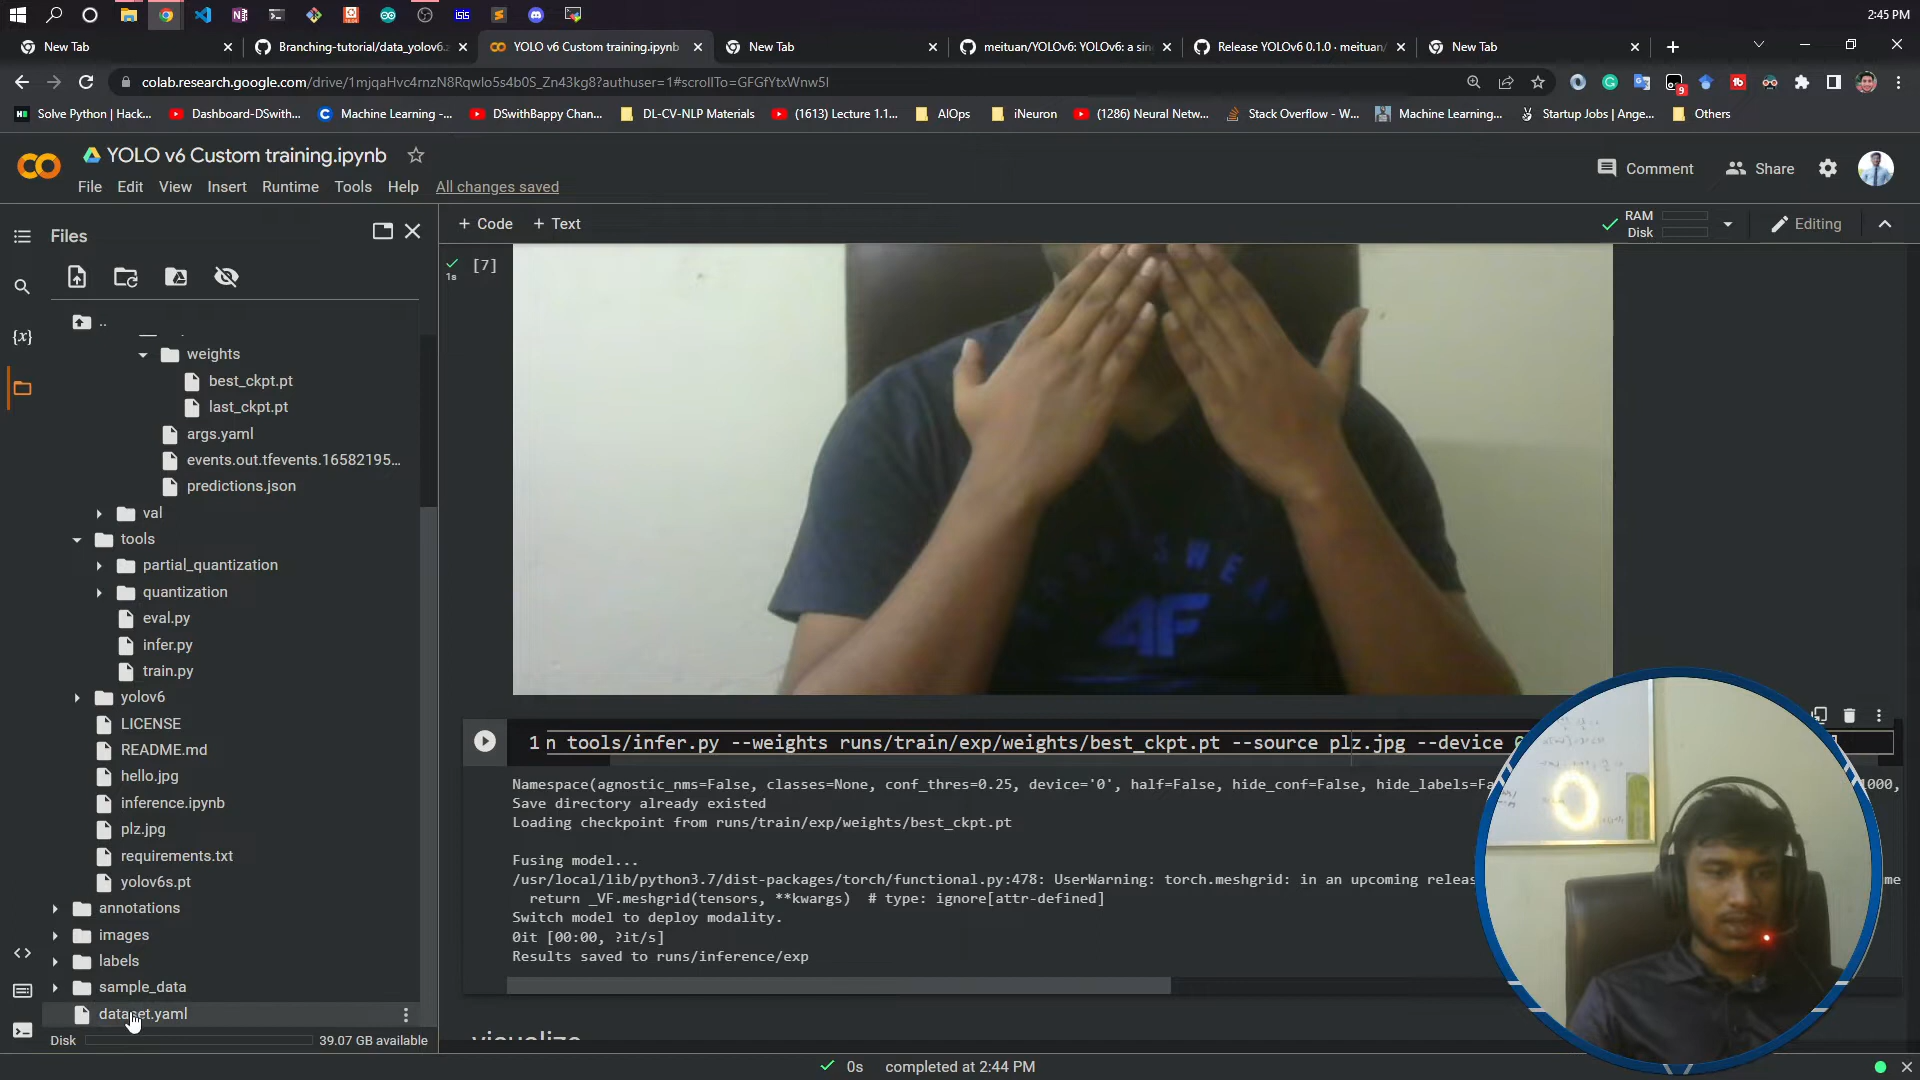 2:45 PM
New Tab
Branching-tutorial/data_yolov6.
YOLO v6 Custom training.ipynb
New Tab
meituan/YOLOv6: YOLOv6: a sin
Release YOLOv6 0.1.0 · meituan/
New Tab
colab.research.google.com/drive/1mjqaHvc4rnzN8Rqwlo5s4b0S_Zn43kg8?authuser=1#scrollTo=GFGfYtxWnw5I
Solve Python | Hack...
Dashboard-DSwith...
Machine Learning -...
DSwithBappy Chan...
DL-CV-NLP Materials
(1613) Lecture 1.1...
AIOps
iNeuron
(1286) Neural Netw...
Stack Overflow - W...
Machine Learning...
Startup Jobs | Ange...
Others
YOLO v6 Custom training.ipynb
Comment
Share
File Edit View Insert Runtime Tools Help All changes saved
Files
+ Code + Text
RAM
Disk
Editing
..
weights
best_ckpt.pt
last_ckpt.pt
args.yaml
events.out.tfevents.16582195...
predictions.json
val
tools
partial_quantization
quantization
eval.py
infer.py
train.py
yolov6
LICENSE
README.md
hello.jpg
inference.ipynb
plz.jpg
requirements.txt
yolov6s.pt
annotations
images
labels
sample_data
dataset.yaml
Disk
39.07 GB available
[7]
1s
4F
1 n tools/infer.py --weights runs/train/exp/weights/best_ckpt.pt --source plz.jpg --device
Namespace(agnostic_nms=False, classes=None, conf_thres=0.25, device='0', half=False, hide_conf=False, hide_labels=Fa
1000,
Save directory already existed
Loading checkpoint from runs/train/exp/weights/best_ckpt.pt
Fusing model...
/usr/local/lib/python3.7/dist-packages/torch/functional.py:478: UserWarning: torch.meshgrid: in an upcoming relea
me
return _VF.meshgrid(tensors, **kwargs)  # type: ignore[attr-defined]
Switch model to deploy modality.
0it [00:00, ?it/s]
Results saved to runs/inference/exp
visualize
0s completed at 2:44 PM